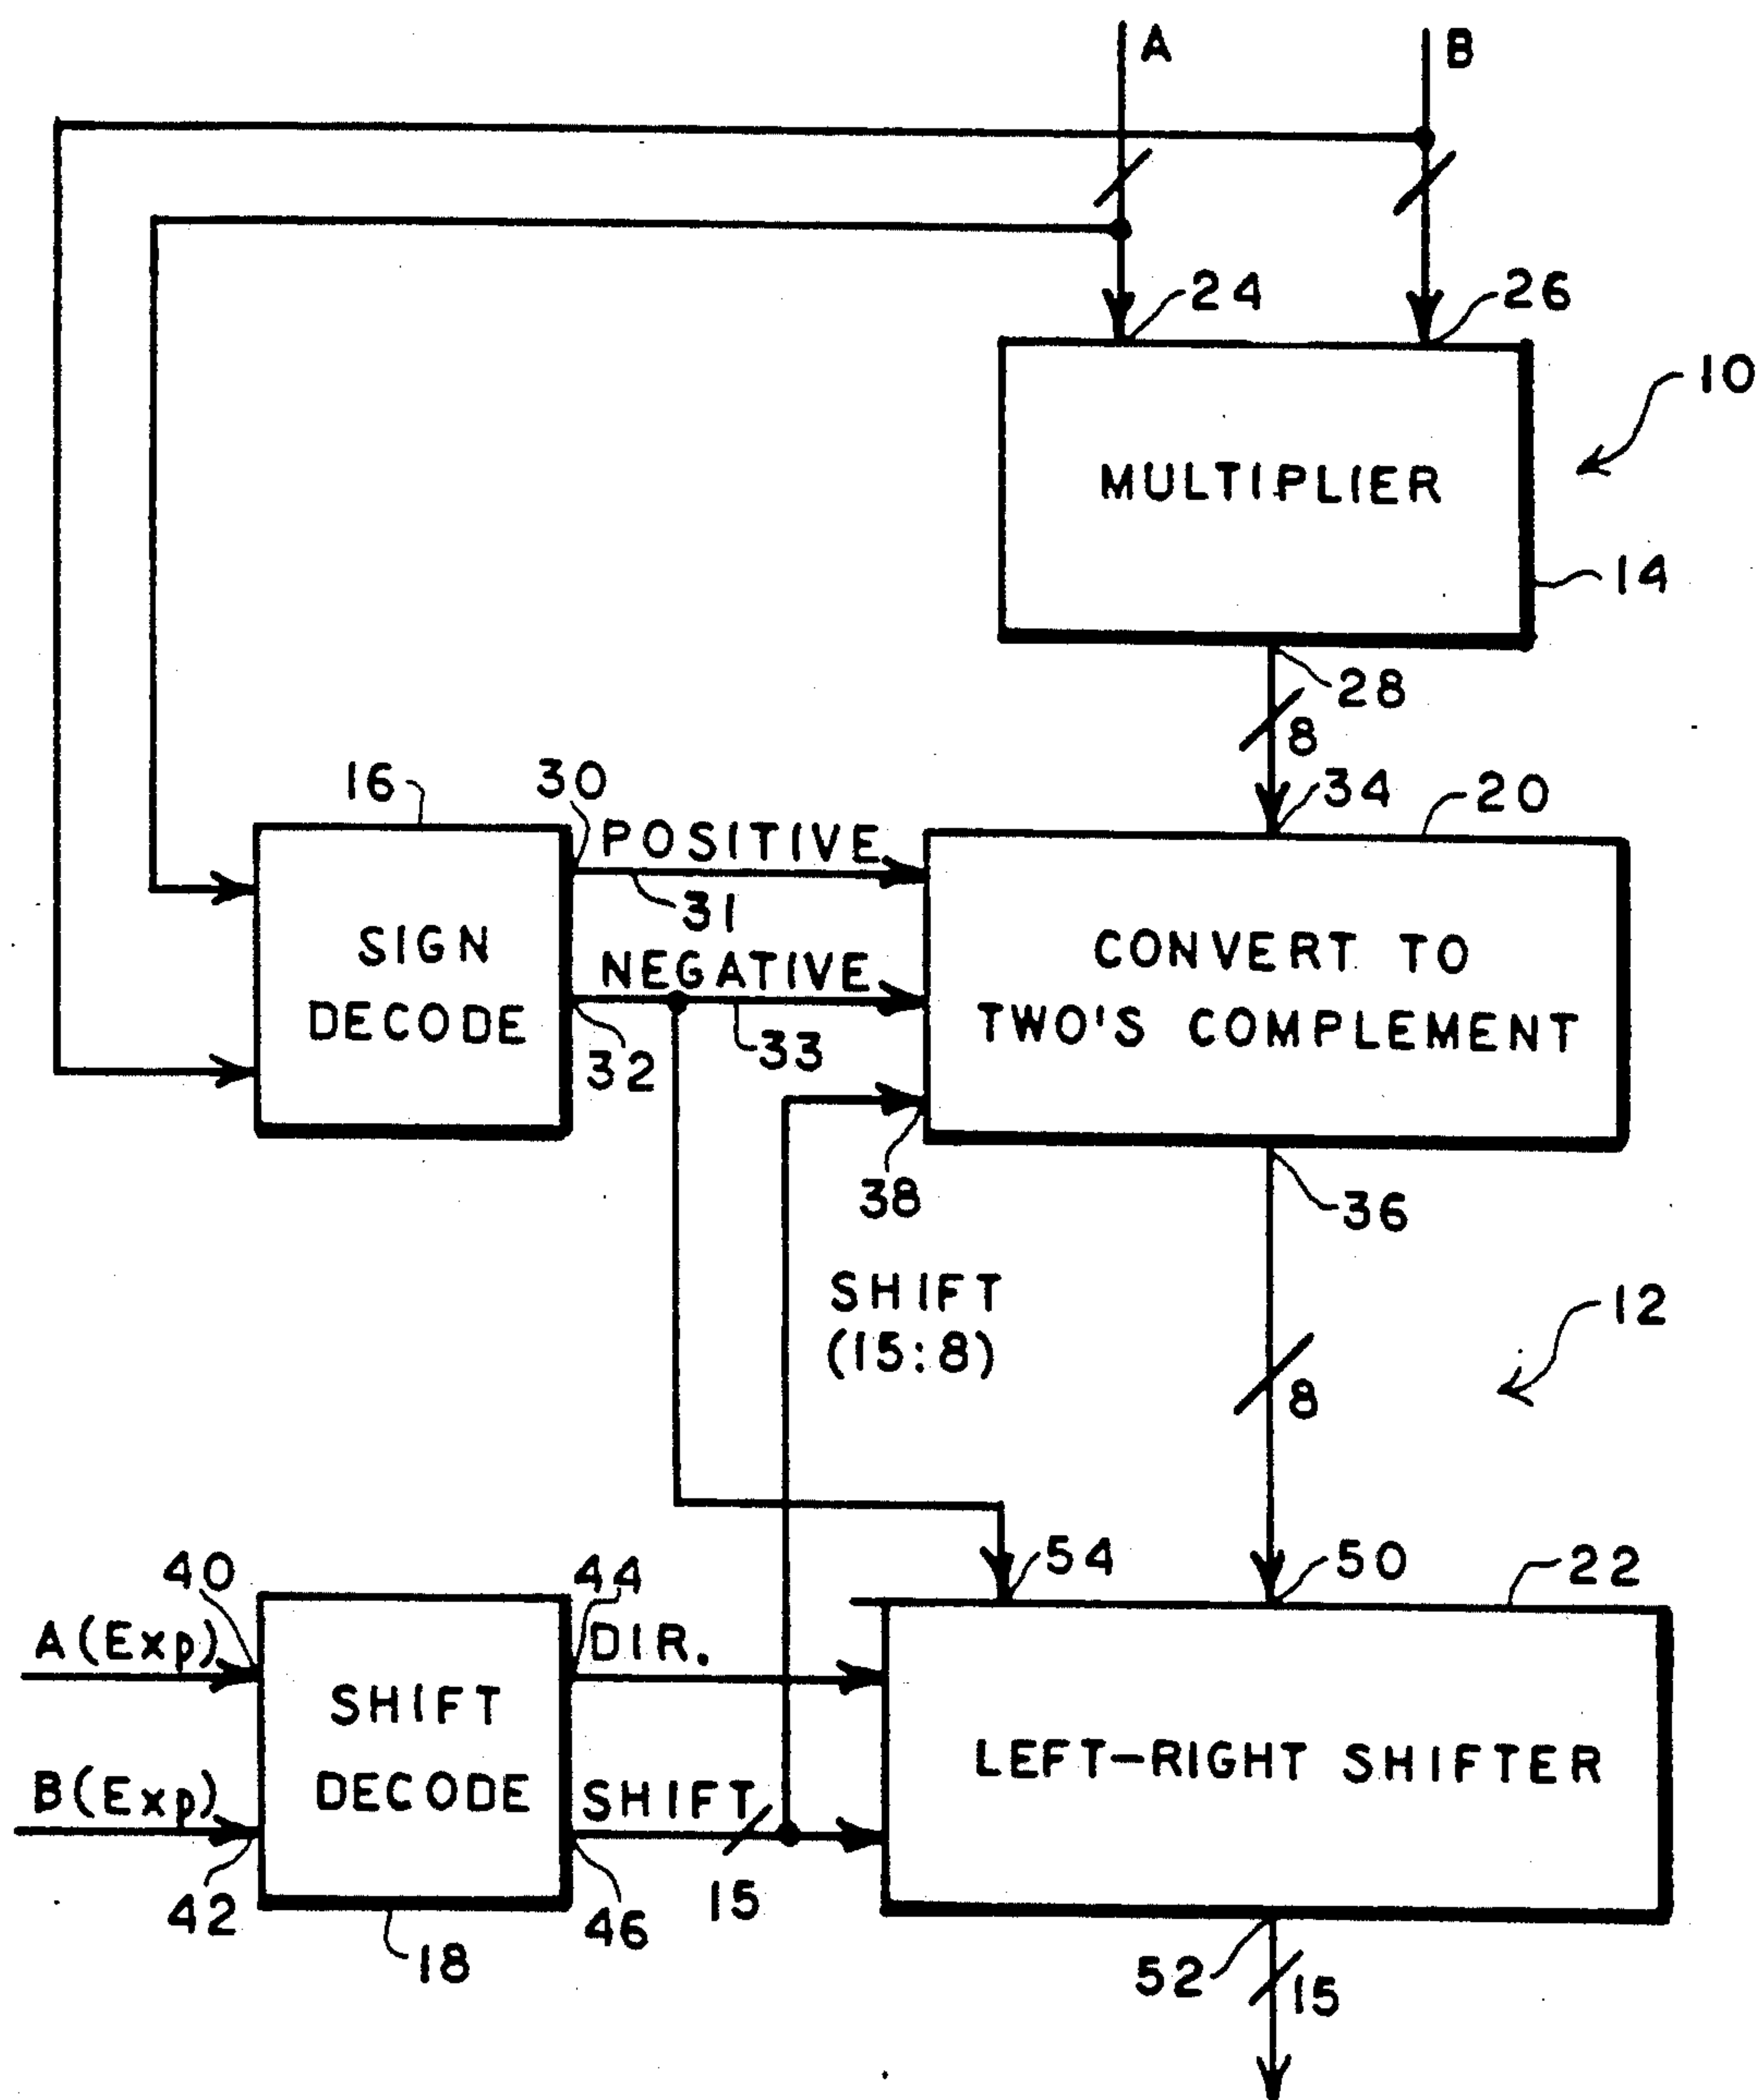 A
B
24
26
10
MULTIPLIER
14
28
8
16
30
POSITIVE
34
20
31
SIGN
DECODE
NEGATIVE
CONVERT TO
TWO'S COMPLEMENT
32
33
38
36
SHIFT
(15:8)
12
8
54
50
22
40
44
A(Exp)
DIR.
SHIFT
DECODE
LEFT-RIGHT SHIFTER
B(Exp)
SHIFT
42
46
15
18
52
15